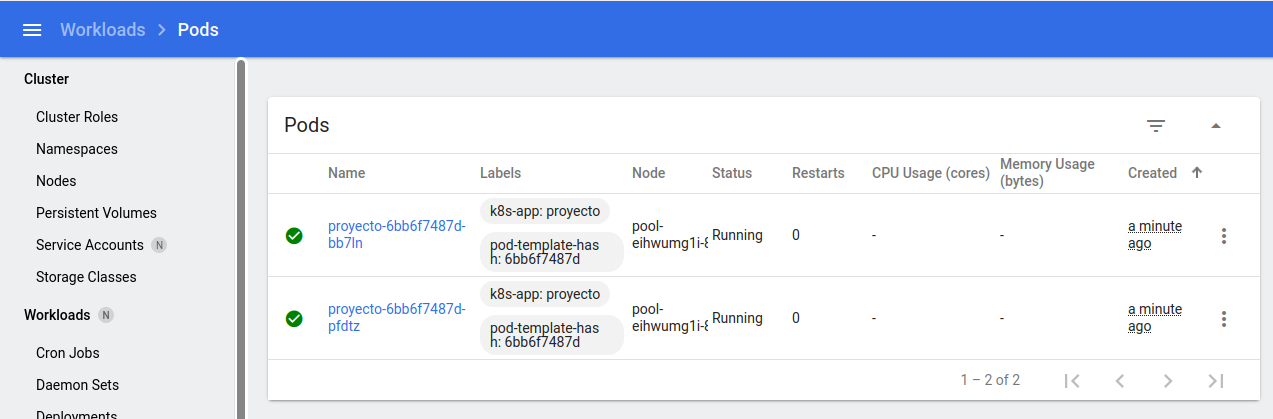 Workloads > Pods
Cluster
Cluster Roles
Namespaces
Nodes
Persistent Volumes
Service Accounts N
Storage Classes
Workloads N
Cron Jobs
Daemon Sets
Deployments
Pods
Name Labels Node Status Restarts CPU Usage (cores) Memory Usage (bytes) Created
proyecto-6bb6f7487d-
bb7ln
k8s-app: proyecto
pod-template-has
h: 6bb6f7487d
pool-
eihwumg1i-8
Running 0 - -
a minute
ago
proyecto-6bb6f7487d-
pfdtz
k8s-app: proyecto
pod-template-has
h: 6bb6f7487d
pool-
eihwumg1i-8
Running 0 - -
a minute
ago
1 – 2 of 2